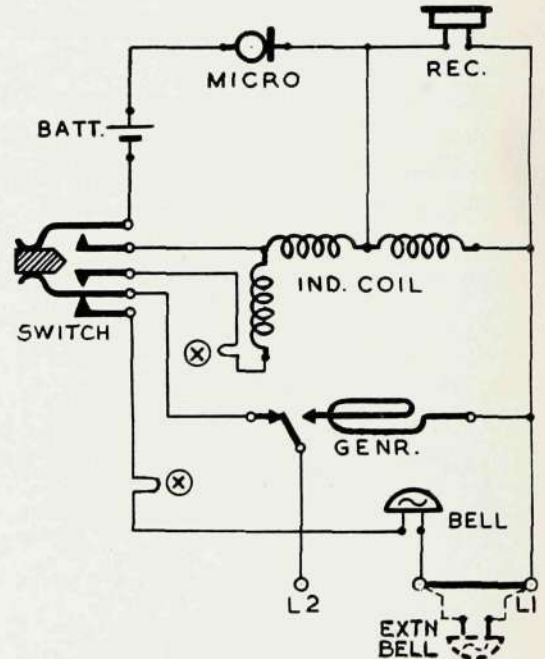 MICRO
REC.
BATT.
IND. COIL
SWITCH
X
GENR.
X
BELL
L2
L1
EXTN
BELL